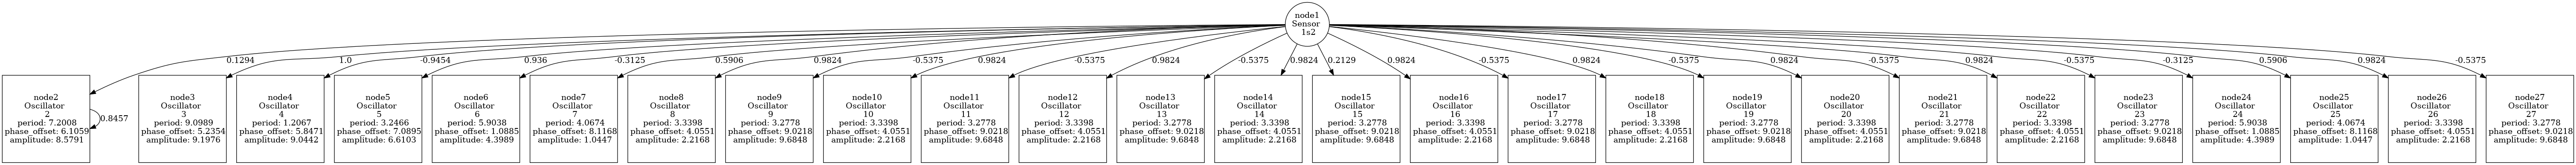 node1
Sensor
1s2
0.1294
1.0
-0.9454
0.936
-0.3125
0.5906
0.9824
-0.5375
0.9824
-0.5375
0.9824
-0.5375
0.9824
0.2129
0.9824
-0.5375
0.9824
-0.5375
0.9824
-0.5375
0.9824
-0.5375
-0.3125
0.5906
0.9824
-0.5375
node2
Oscillator
2
period: 7.2008
phase_offset: 6.1059
amplitude: 8.5791
0.8457
node3
Oscillator
3
period: 9.0989
phase_offset: 5.2354
amplitude: 9.1976
node4
Oscillator
4
period: 1.2067
phase_offset: 5.8471
amplitude: 9.0442
node5
Oscillator
5
period: 3.2466
phase_offset: 7.0895
amplitude: 6.6103
node6
Oscillator
6
period: 5.9038
phase_offset: 1.0885
amplitude: 4.3989
node7
Oscillator
7
period: 4.0674
phase_offset: 8.1168
amplitude: 1.0447
node8
Oscillator
8
period: 3.3398
phase_offset: 4.0551
amplitude: 2.2168
node9
Oscillator
9
period: 3.2778
phase_offset: 9.0218
amplitude: 9.6848
node10
Oscillator
10
period: 3.3398
phase_offset: 4.0551
amplitude: 2.2168
node11
Oscillator
11
period: 3.2778
phase_offset: 9.0218
amplitude: 9.6848
node12
Oscillator
12
period: 3.3398
phase_offset: 4.0551
amplitude: 2.2168
node13
Oscillator
13
period: 3.2778
phase_offset: 9.0218
amplitude: 9.6848
node14
Oscillator
14
period: 3.3398
phase_offset: 4.0551
amplitude: 2.2168
node15
Oscillator
15
period: 3.2778
phase_offset: 9.0218
amplitude: 9.6848
node16
Oscillator
16
period: 3.3398
phase_offset: 4.0551
amplitude: 2.2168
node17
Oscillator
17
period: 3.2778
phase_offset: 9.0218
amplitude: 9.6848
node18
Oscillator
18
period: 3.3398
phase_offset: 4.0551
amplitude: 2.2168
node19
Oscillator
19
period: 3.2778
phase_offset: 9.0218
amplitude: 9.6848
node20
Oscillator
20
period: 3.3398
phase_offset: 4.0551
amplitude: 2.2168
node21
Oscillator
21
period: 3.2778
phase_offset: 9.0218
amplitude: 9.6848
node22
Oscillator
22
period: 3.3398
phase_offset: 4.0551
amplitude: 2.2168
node23
Oscillator
23
period: 3.2778
phase_offset: 9.0218
amplitude: 9.6848
node24
Oscillator
24
period: 5.9038
phase_offset: 1.0885
amplitude: 4.3989
node25
Oscillator
25
period: 4.0674
phase_offset: 8.1168
amplitude: 1.0447
node26
Oscillator
26
period: 3.3398
phase_offset: 4.0551
amplitude: 2.2168
node27
Oscillator
27
period: 3.2778
phase_offset: 9.0218
amplitude: 9.6848